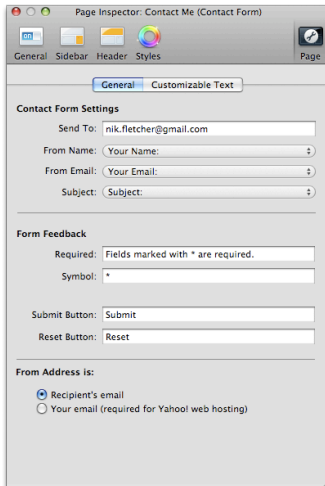 Page Inspector: Contact Me (Contact Form)
on
General Sidebar Header Styles Page
General Customizable Text
Contact Form Settings
Send To: nik.fletcher@gmail.com
From Name: Your Name:
From Email: Your Email:
Subject: Subject:
Form Feedback
Required: Fields marked with * are required.
Symbol: *
Submit Button: Submit
Reset Button: Reset
From Address is:
Recipient's email
Your email (required for Yahoo! web hosting)